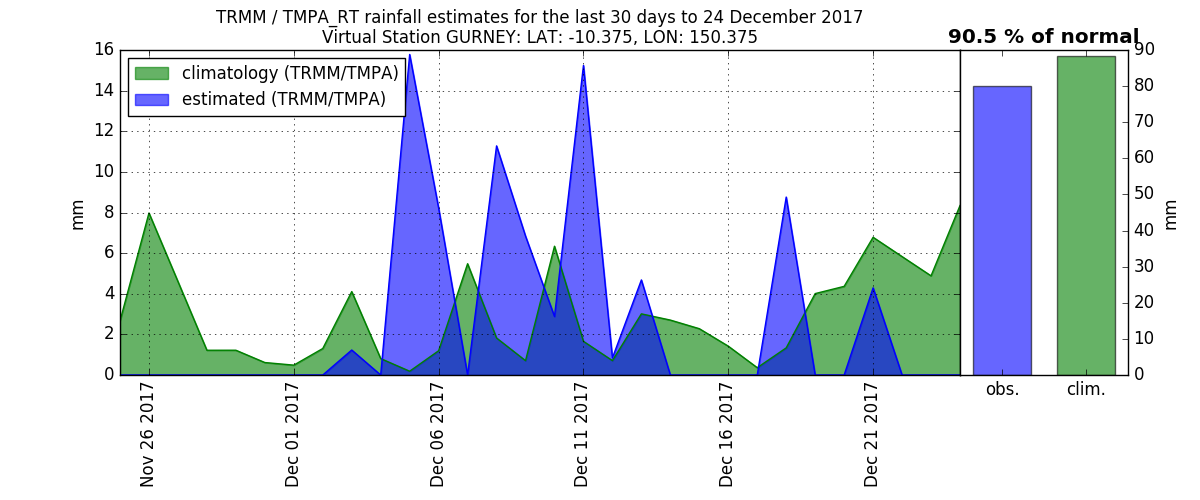 TRMM / TMPA_RT rainfall estimates for the last 30 days to 24 December 2017
Virtual Station GURNEY: LAT: -10.375, LON: 150.375
90.5 % of normal
climatology (TRMM/TMPA)
estimated (TRMM/TMPA)
16
14
12
10
8
6
4
2
0
mm
Nov 26 2017
Dec 01 2017
Dec 06 2017
Dec 11 2017
Dec 16 2017
Dec 21 2017
90
80
70
60
50
40
30
20
10
0
mm
obs.
clim.